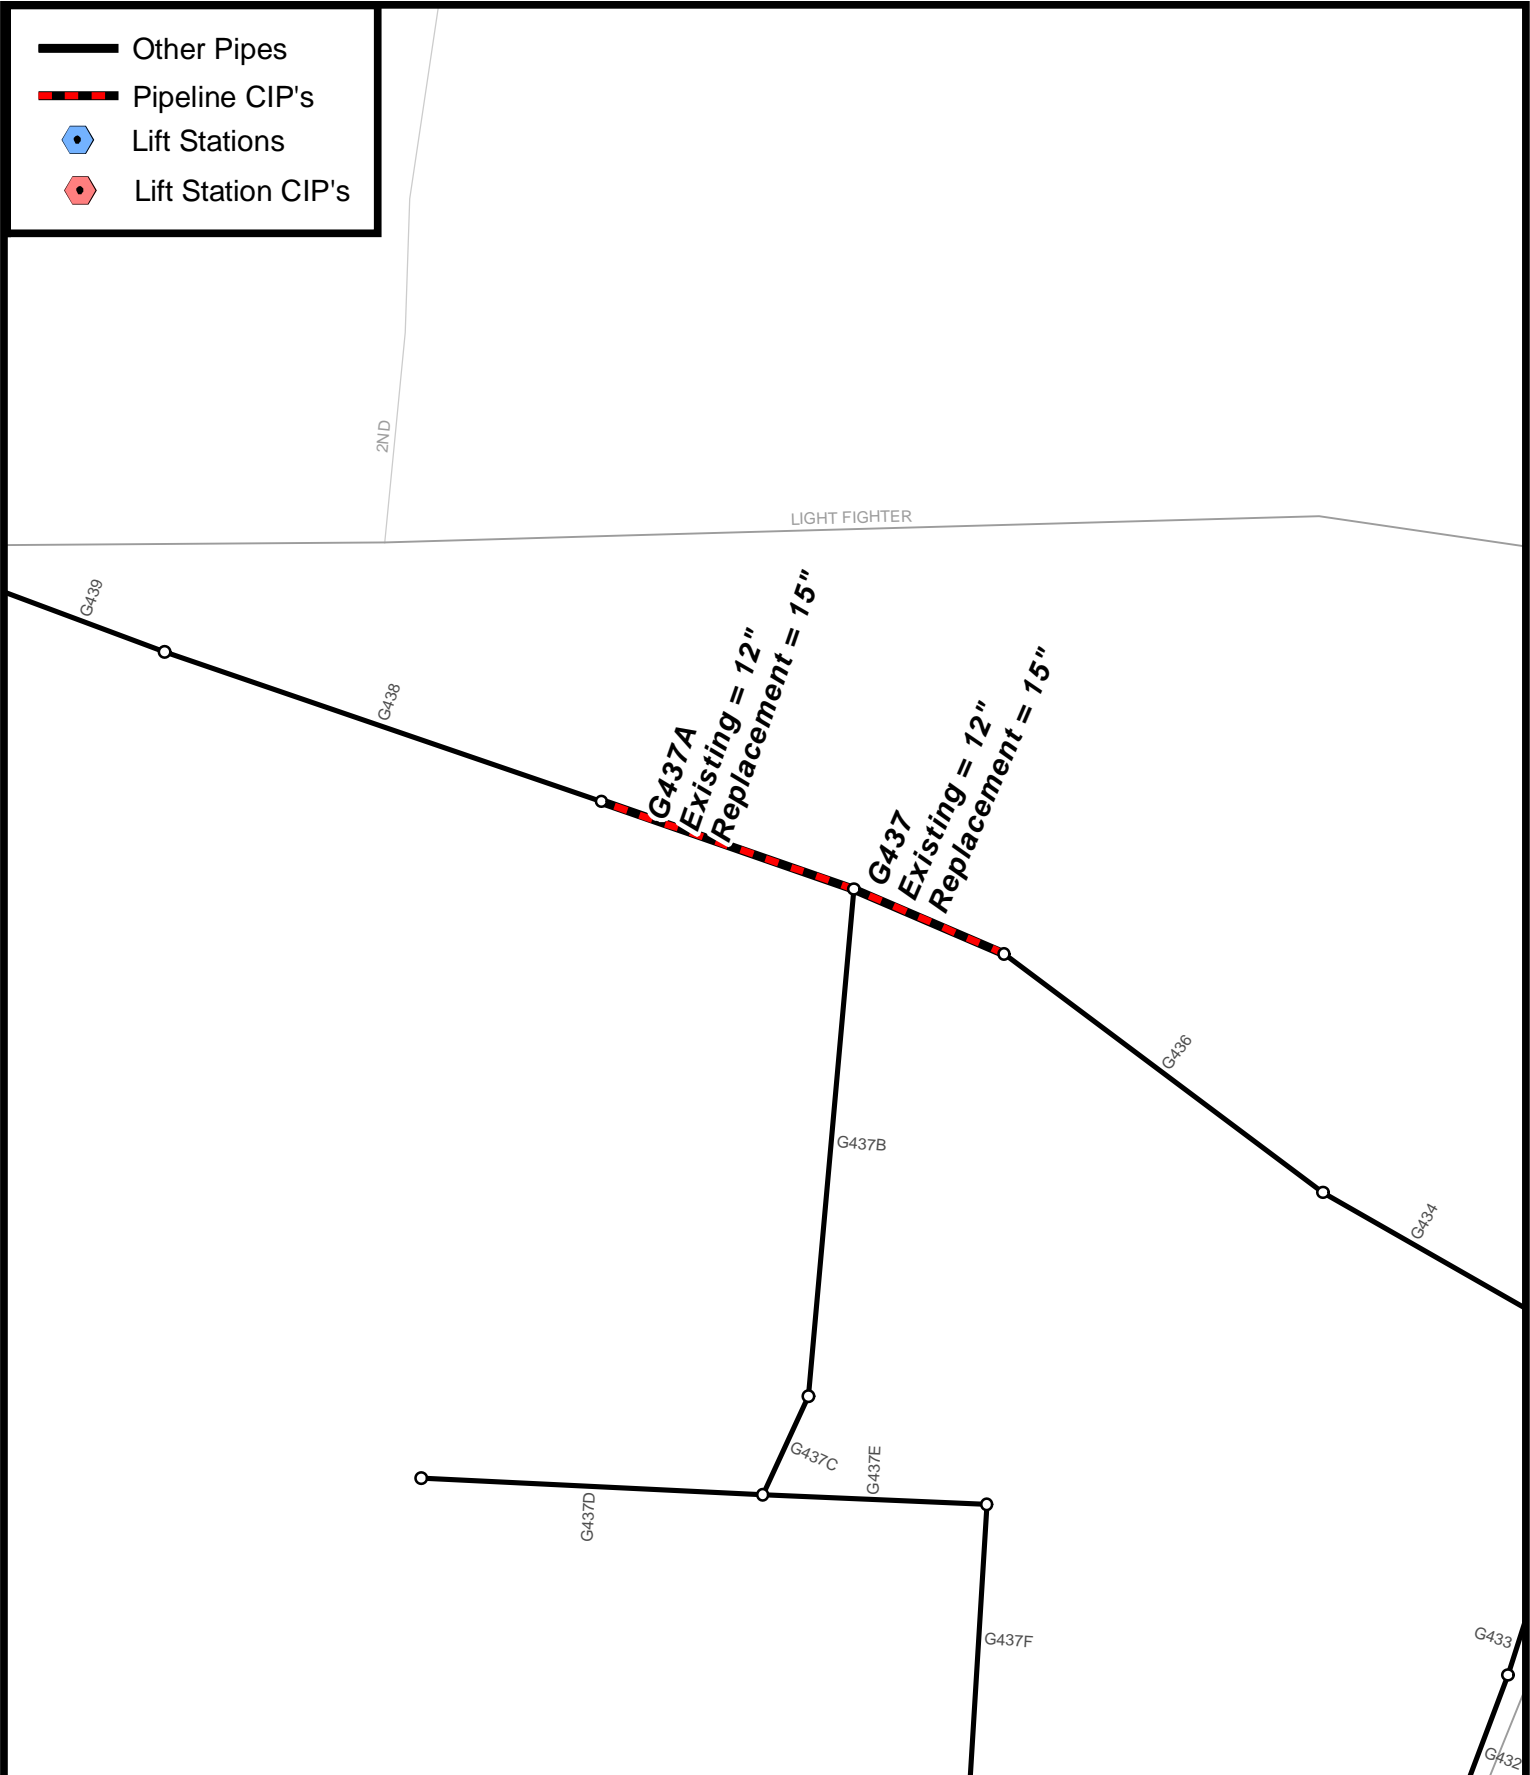 Other Pipes
Pipeline CIP's
Lift Stations
Lift Station CIP's
2ND
LIGHT FIGHTER
G439
G438
G437A
Existing = 12"
Replacement = 15"
G437
Existing = 12"
Replacement = 15"
G436
G437B
G434
G437C
G437E
G437D
G437F
G433
G432